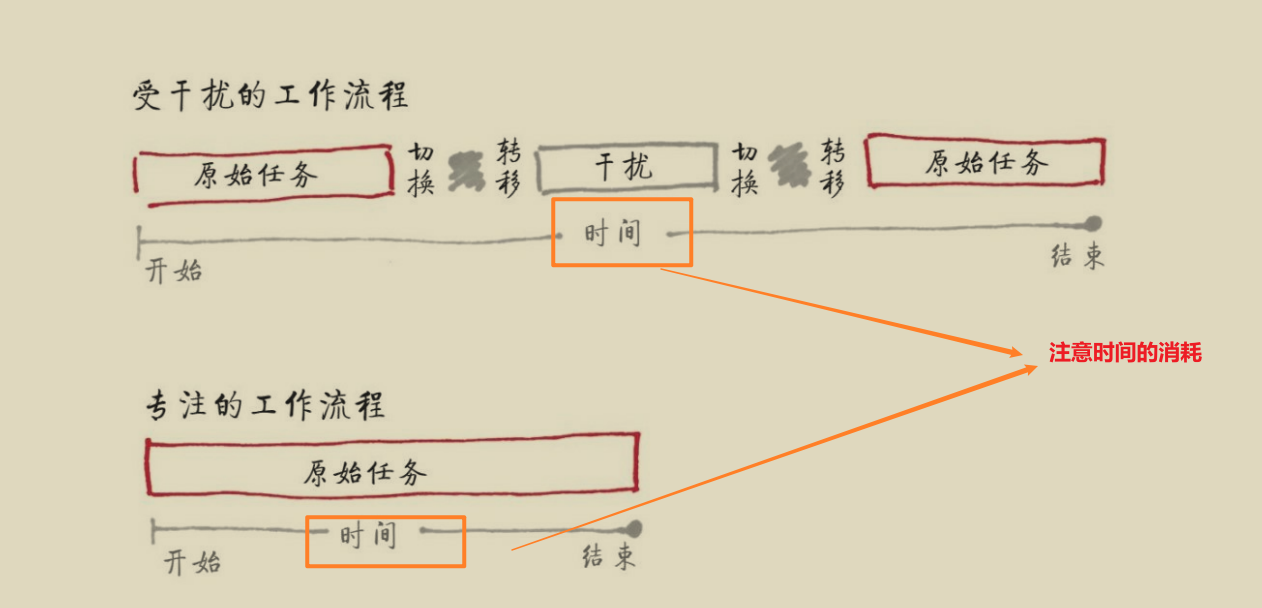 受干扰的工作流程
原始任务 切换 转移 干扰 切换 转移 原始任务
时间
开始
结束
注意时间的消耗
专注的工作流程
原始任务
时间
开始
结束